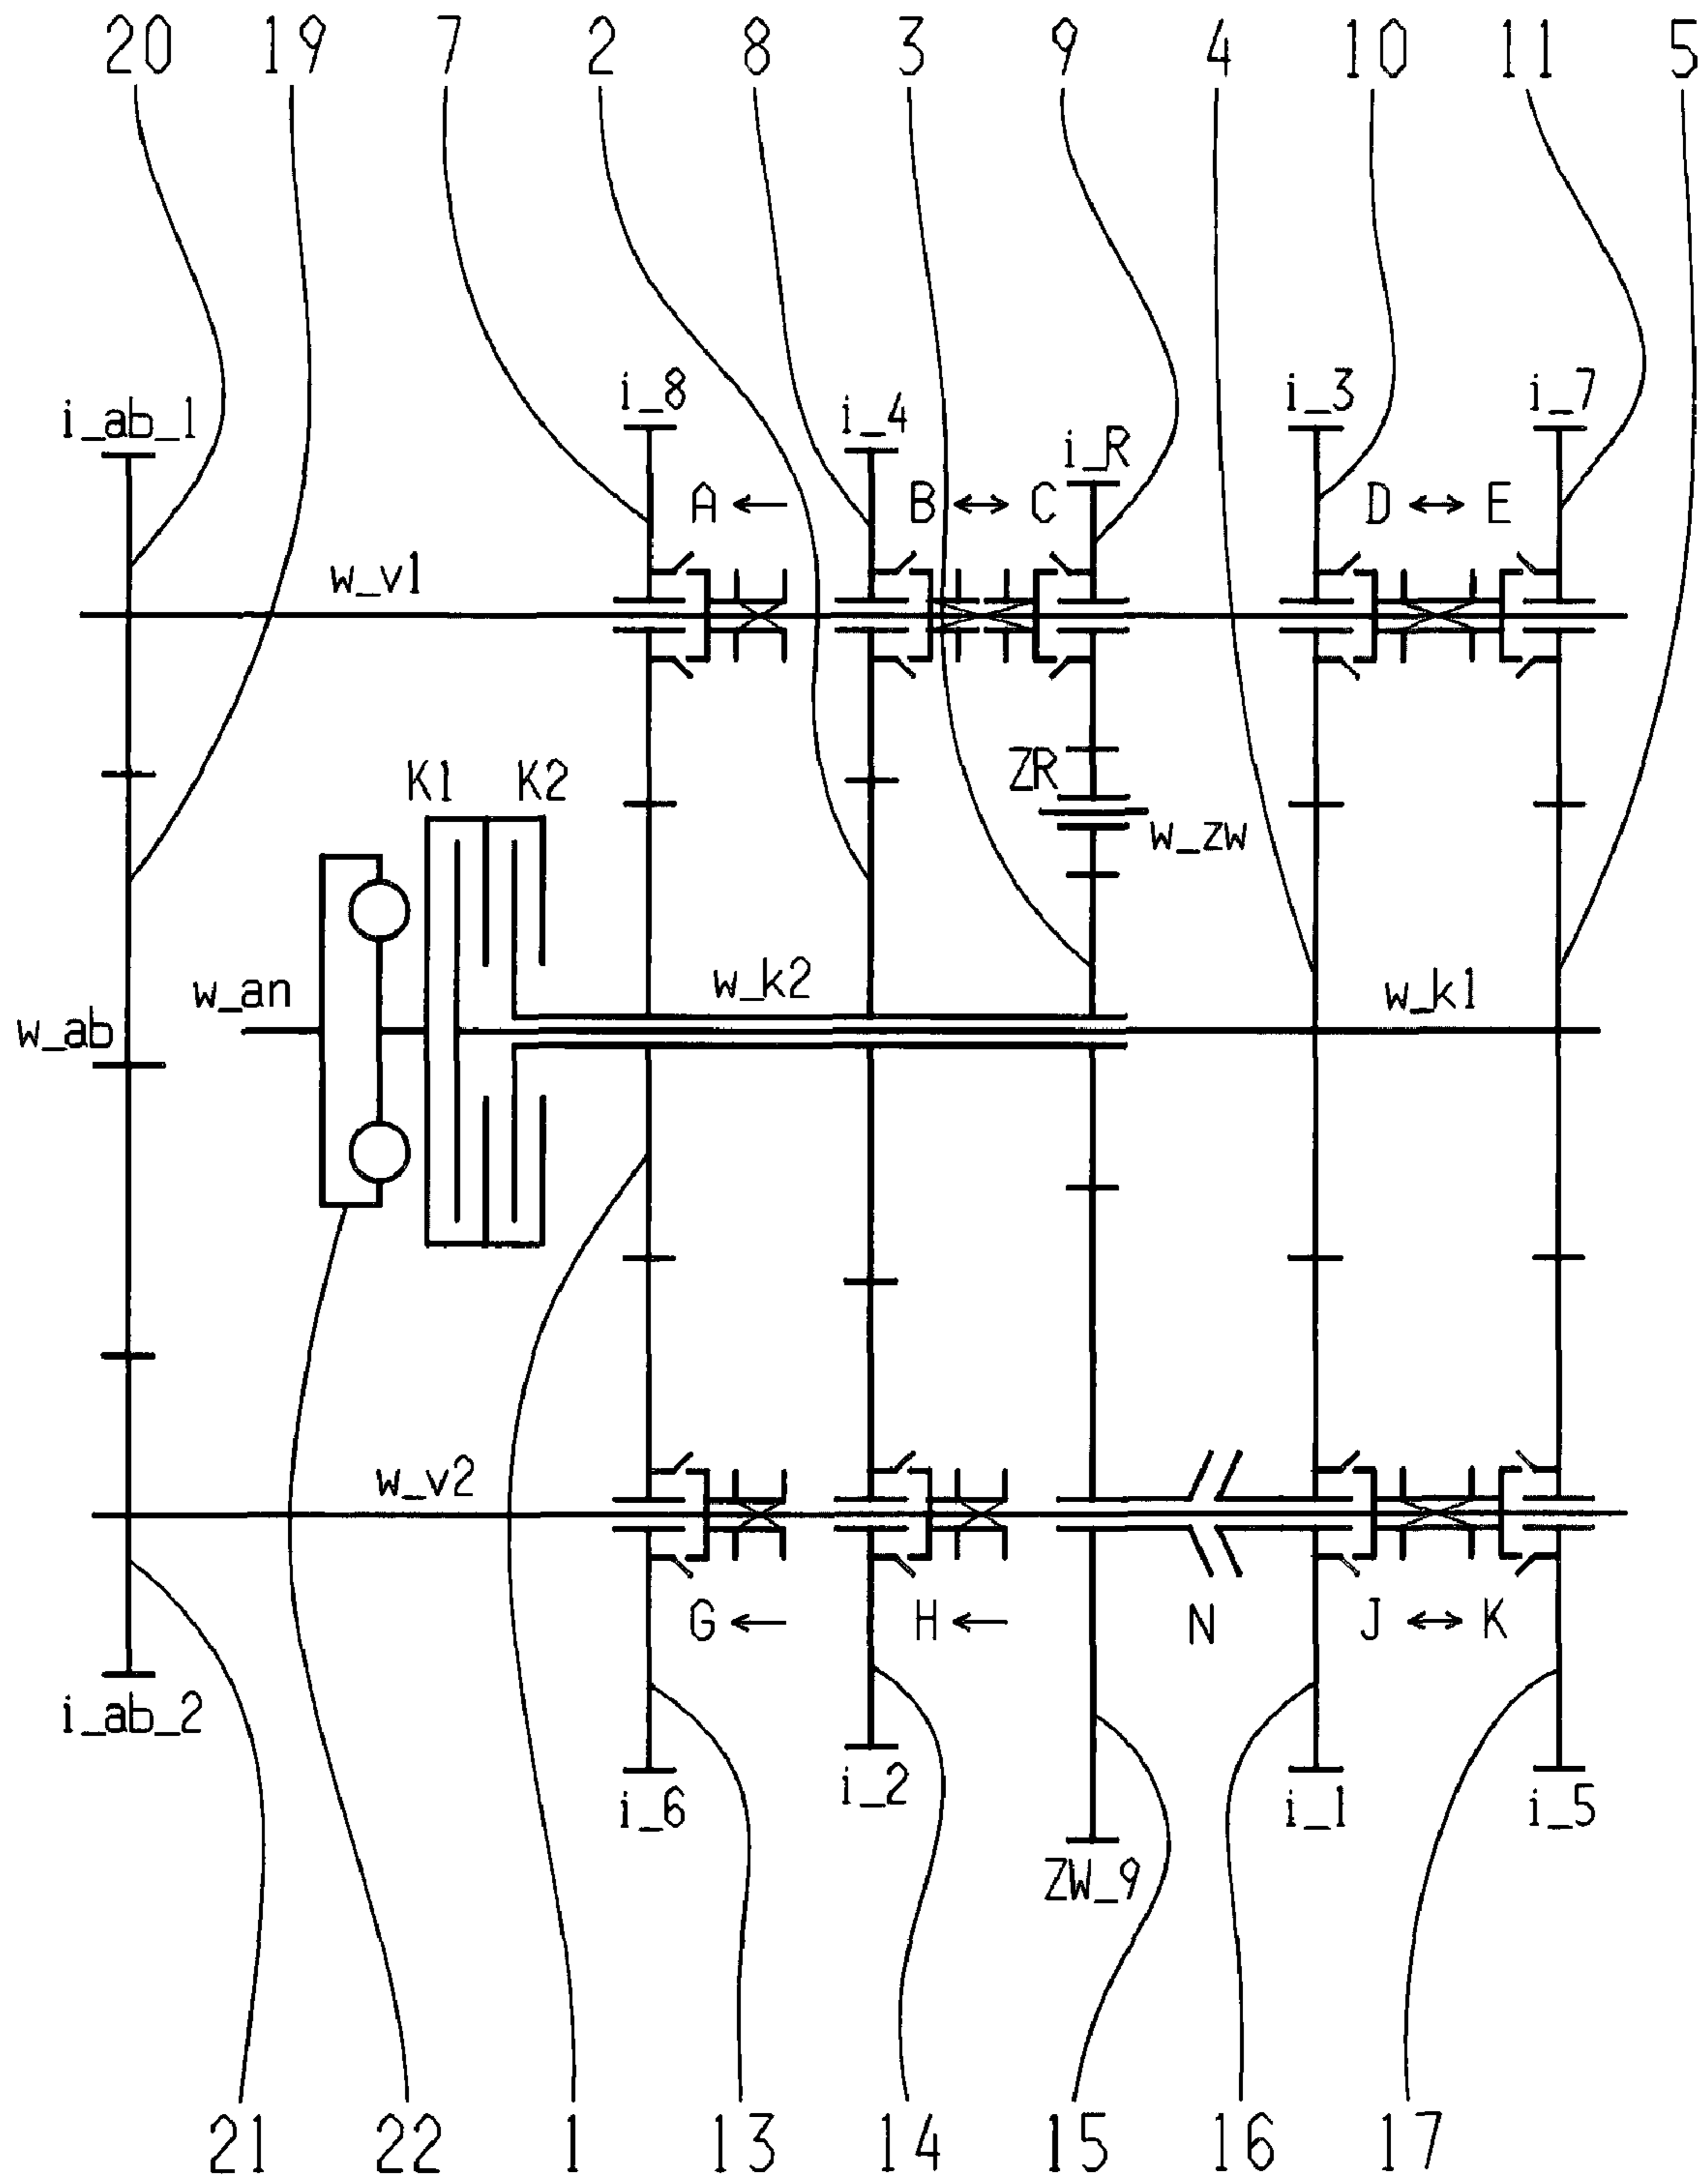 20 19 7 2 8 3 9 4 10 11 5
i_8 i_3 i_7
i_ab_1 i_4
i_R
A ← B ↔ C D ↔ E
w_v1
ZR
K1 K2
w_zw
w_k2
w_an w_k1
w_ab
w_v2
G ← H ← N J ↔ K
i_ab_2
i_2
i_6 i_1 i_5
ZW_9
21 22 1 13 14 15 16 17